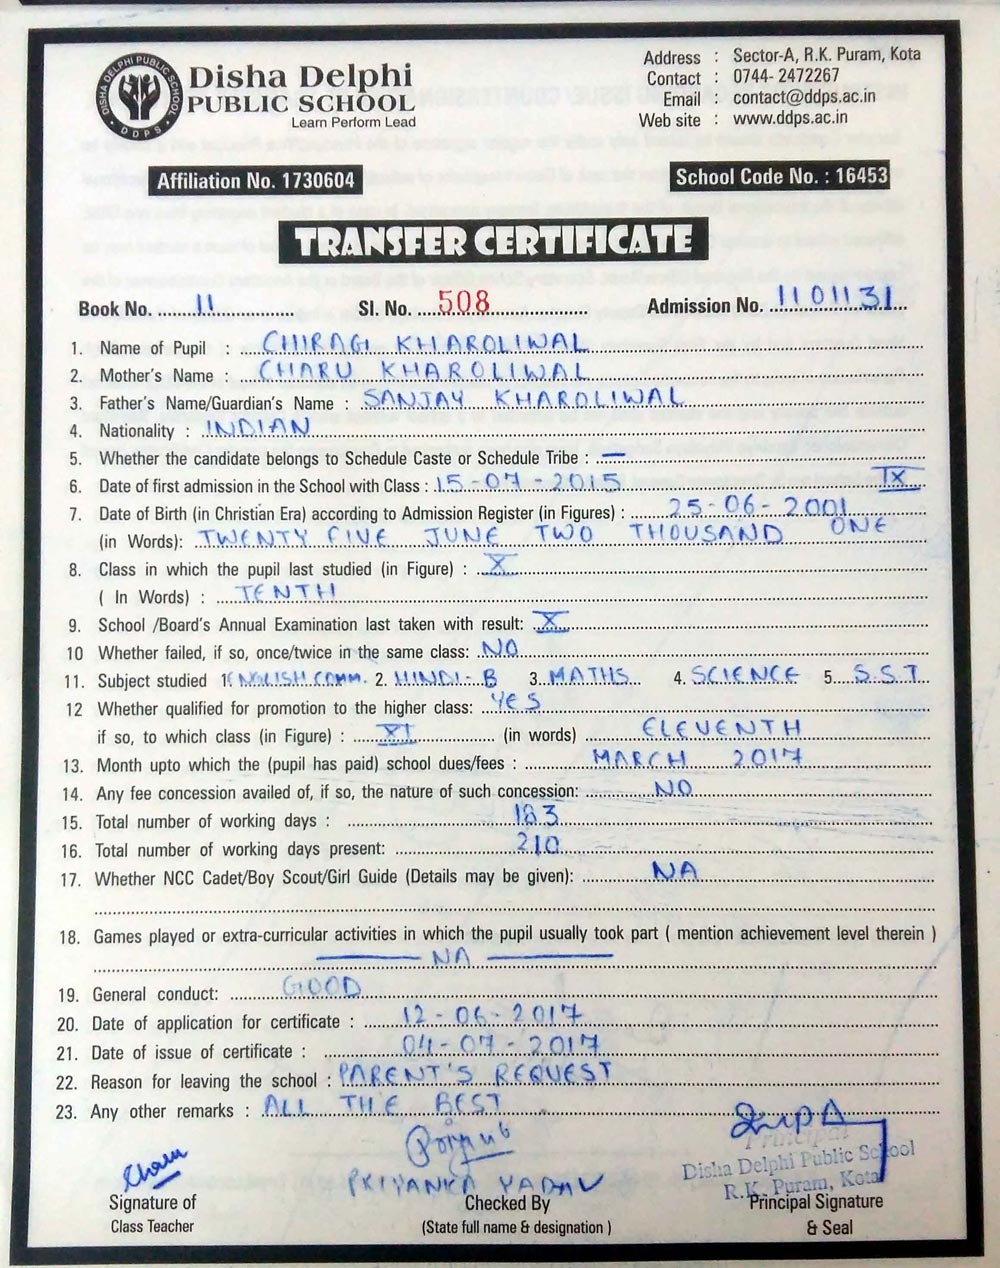 DISHA DELPHI PUBLIC SCHOOL
DDPS
Disha Delphi
PUBLIC SCHOOL
Learn Perform Lead
Address : Sector-A, R.K. Puram, Kota
Contact : 0744- 2472267
Email : contact@ddps.ac.in
Web site : www.ddps.ac.in
Affiliation No. 1730604
School Code No. : 16453
TRANSFER CERTIFICATE
Book No. 11 Sl. No. 508 Admission No. 1101131
1. Name of Pupil : CHIRAG KHAROLIWAL
2. Mother's Name : CHARU KHAROLIWAL
3. Father's Name/Guardian's Name : SANJAY KHAROLIWAL
4. Nationality : INDIAN
5. Whether the candidate belongs to Schedule Caste or Schedule Tribe : —
6. Date of first admission in the School with Class : 15-07-2015 IX
7. Date of Birth (in Christian Era) according to Admission Register (in Figures) : 25-06-2001
(in Words): TWENTY FIVE JUNE TWO THOUSAND ONE
8. Class in which the pupil last studied (in Figure) : X
( In Words) : TENTH
9. School /Board's Annual Examination last taken with result: X
10 Whether failed, if so, once/twice in the same class: NO
11. Subject studied 1. ENGLISH COMM. 2. HINDI-B 3. MATHS 4. SCIENCE 5. S.S.T
12 Whether qualified for promotion to the higher class: YES
if so, to which class (in Figure) : XI (in words) ELEVENTH
13. Month upto which the (pupil has paid) school dues/fees : MARCH 2017
14. Any fee concession availed of, if so, the nature of such concession: NO
15. Total number of working days : 183
16. Total number of working days present: 210
17. Whether NCC Cadet/Boy Scout/Girl Guide (Details may be given): NA
18. Games played or extra-curricular activities in which the pupil usually took part ( mention achievement level therein )
— NA —
19. General conduct: GOOD
20. Date of application for certificate : 12-06-2017
21. Date of issue of certificate : 04-07-2017
22. Reason for leaving the school : PARENT'S REQUEST
23. Any other remarks : ALL THE BEST
Principal
Disha Delphi Public School
R.K. Puram, Kota
PRIYANKA YADAV
Signature of
Class Teacher
Checked By
(State full name & designation )
Principal Signature
& Seal